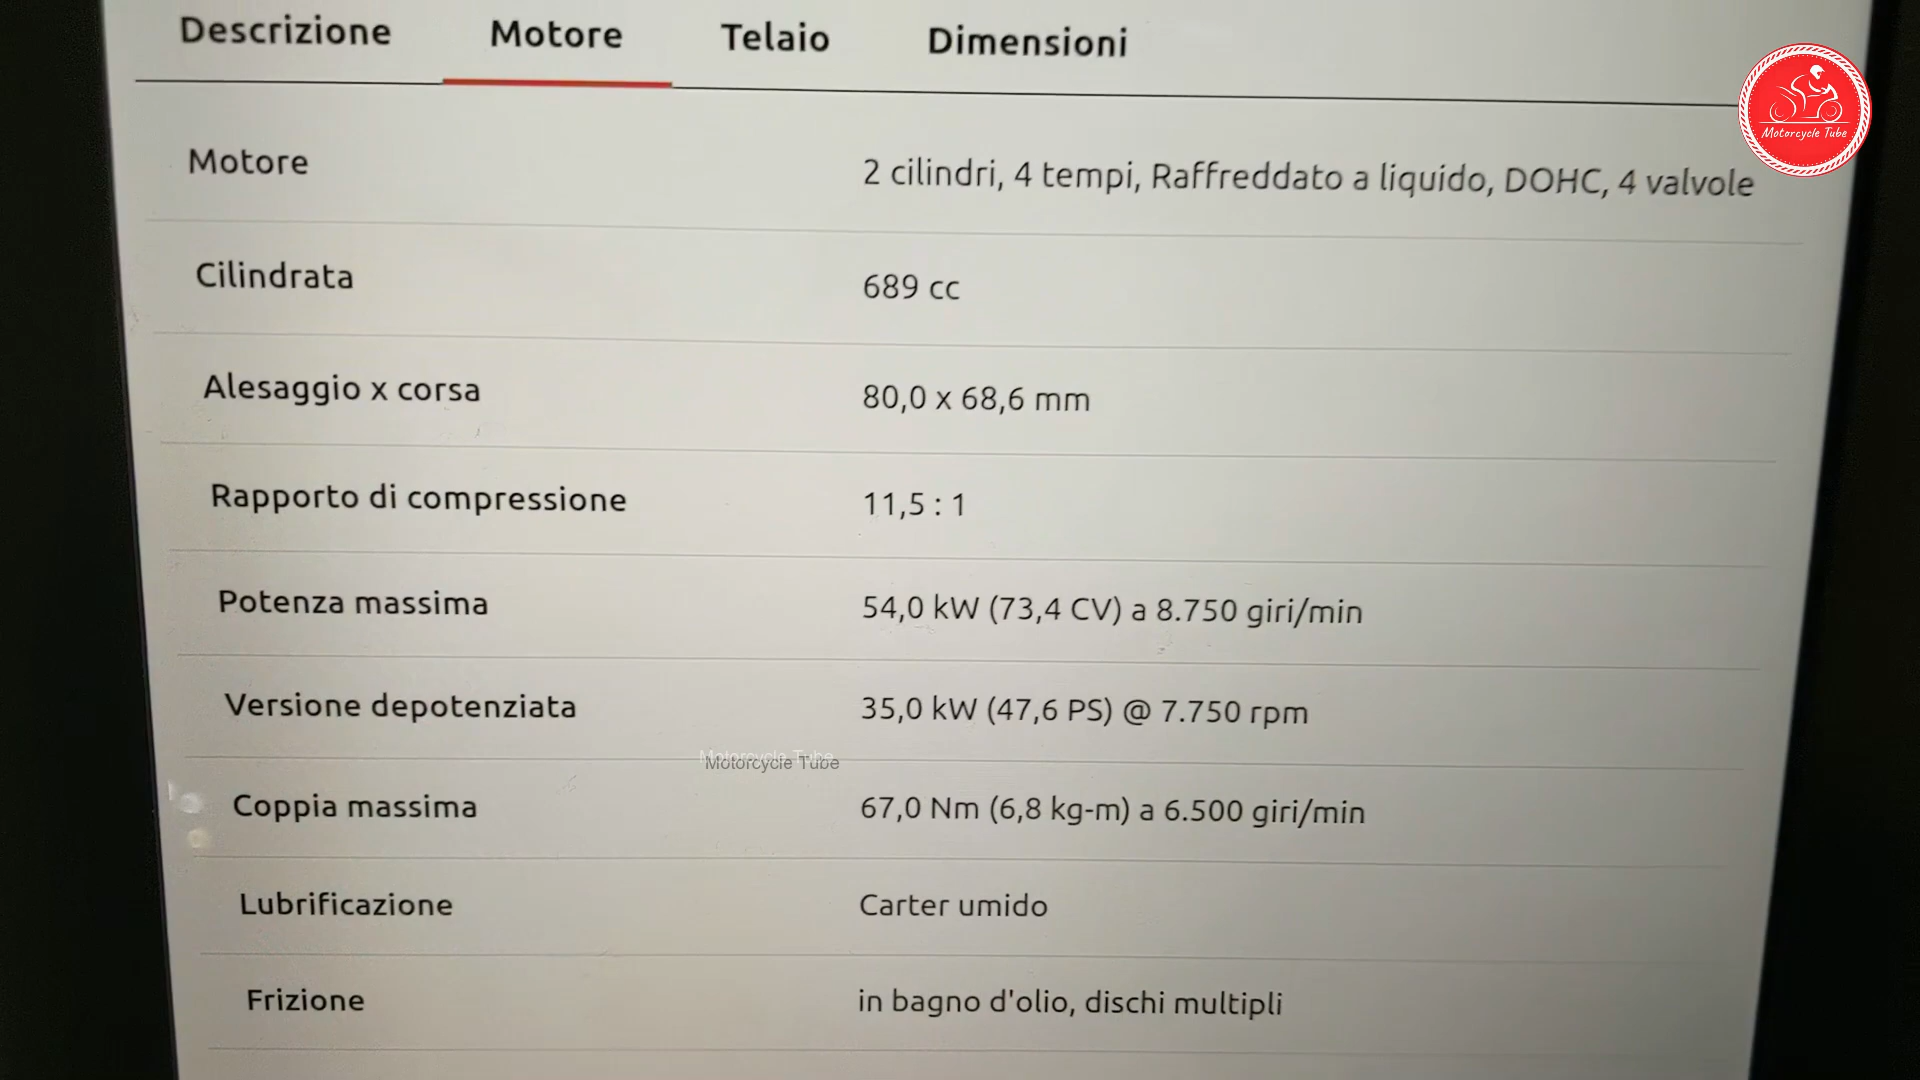 Descrizione Motore Telaio Dimensioni
Motorcycle Tube
Motore 2 cilindri, 4 tempi, Raffreddato a liquido, DOHC, 4 valvole
Cilindrata 689 cc
Alesaggio x corsa 80,0 x 68,6 mm
Rapporto di compressione 11,5 : 1
Potenza massima 54,0 kW (73,4 CV) a 8.750 giri/min
Versione depotenziata 35,0 kW (47,6 PS) @ 7.750 rpm
Motorcycle Tube
Coppia massima 67,0 Nm (6,8 kg-m) a 6.500 giri/min
Lubrificazione Carter umido
Frizione in bagno d'olio, dischi multipli